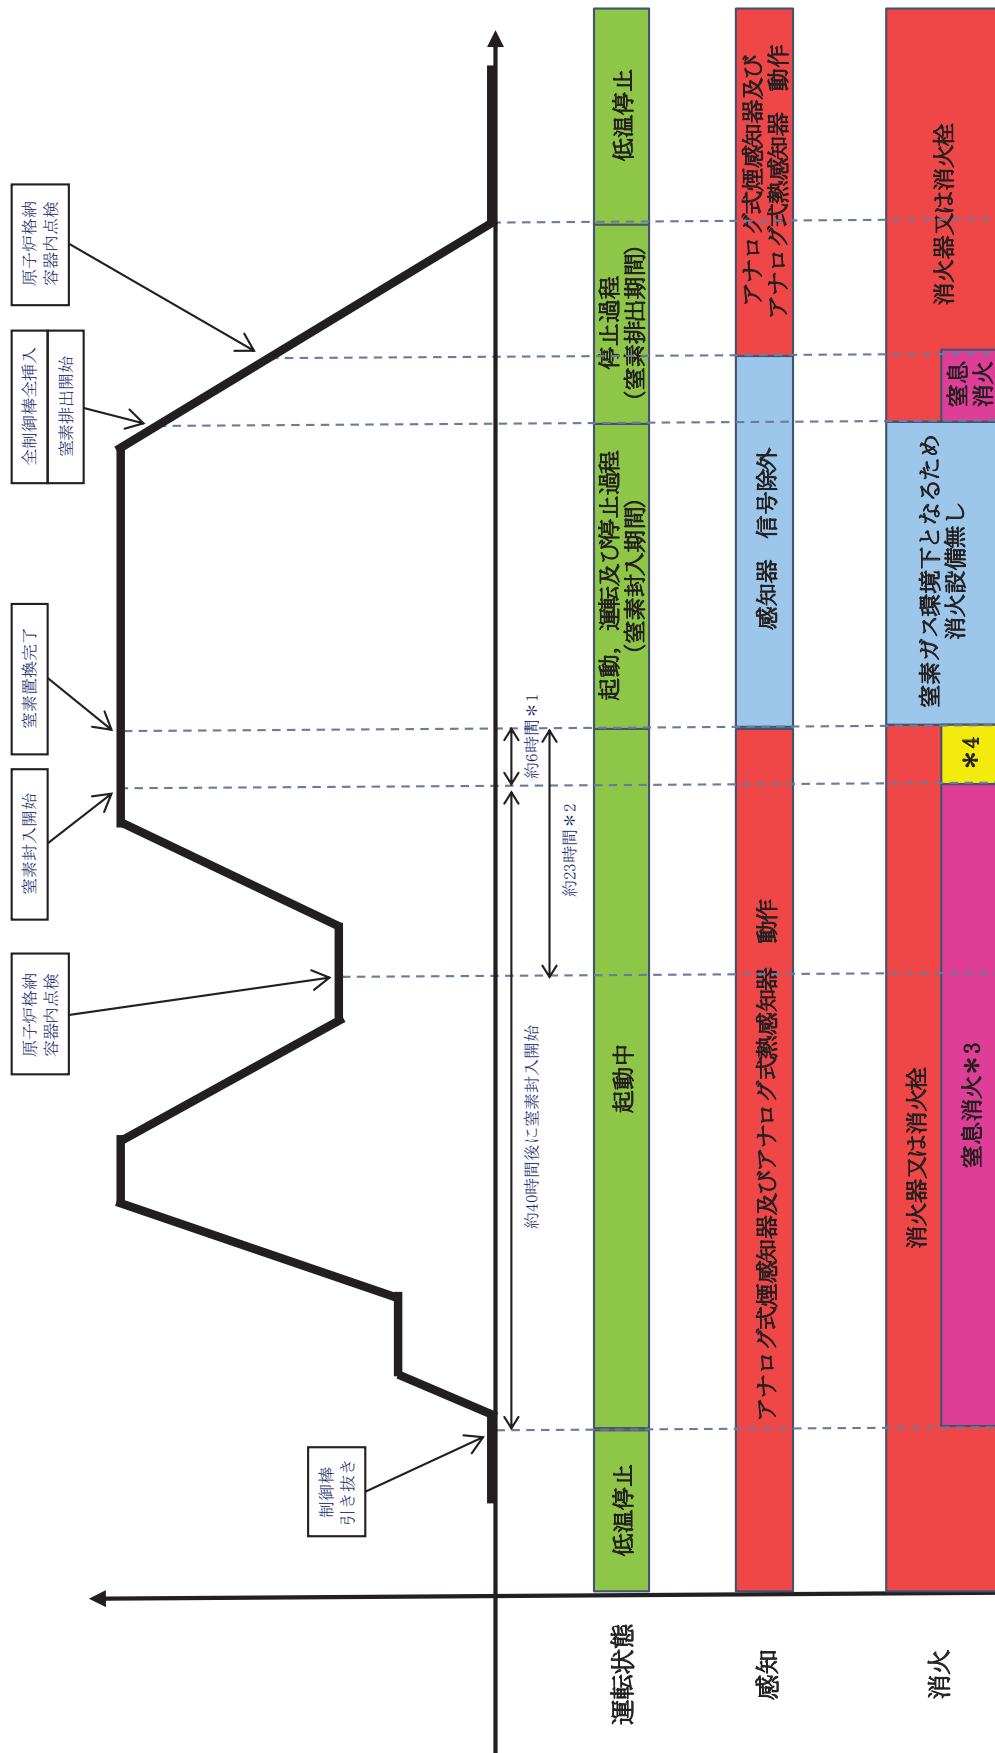 制御棒
引き抜き
原子炉格納
容器内点検
窒素封入開始
窒素置換完了
全制御棒全挿入
窒素排出開始
原子炉格納
容器内点検
約6時間＊1
約40時間後に窒素封入開始
約23時間＊2
運転状態
低温停止
起動中
起動，運転及び停止過程
（窒素封入期間）
停止過程
（窒素排出期間）
低温停止
感知
アナログ式煙感知器及びアナログ式熱感知器　動作
感知器　信号除外
アナログ式煙感知器及び
アナログ式熱感知器　動作
消火
消火器又は消火栓
窒息消火＊3
＊4
窒素ガス環境下となるため
消火設備無し
消火器又は消火栓
窒息
消火